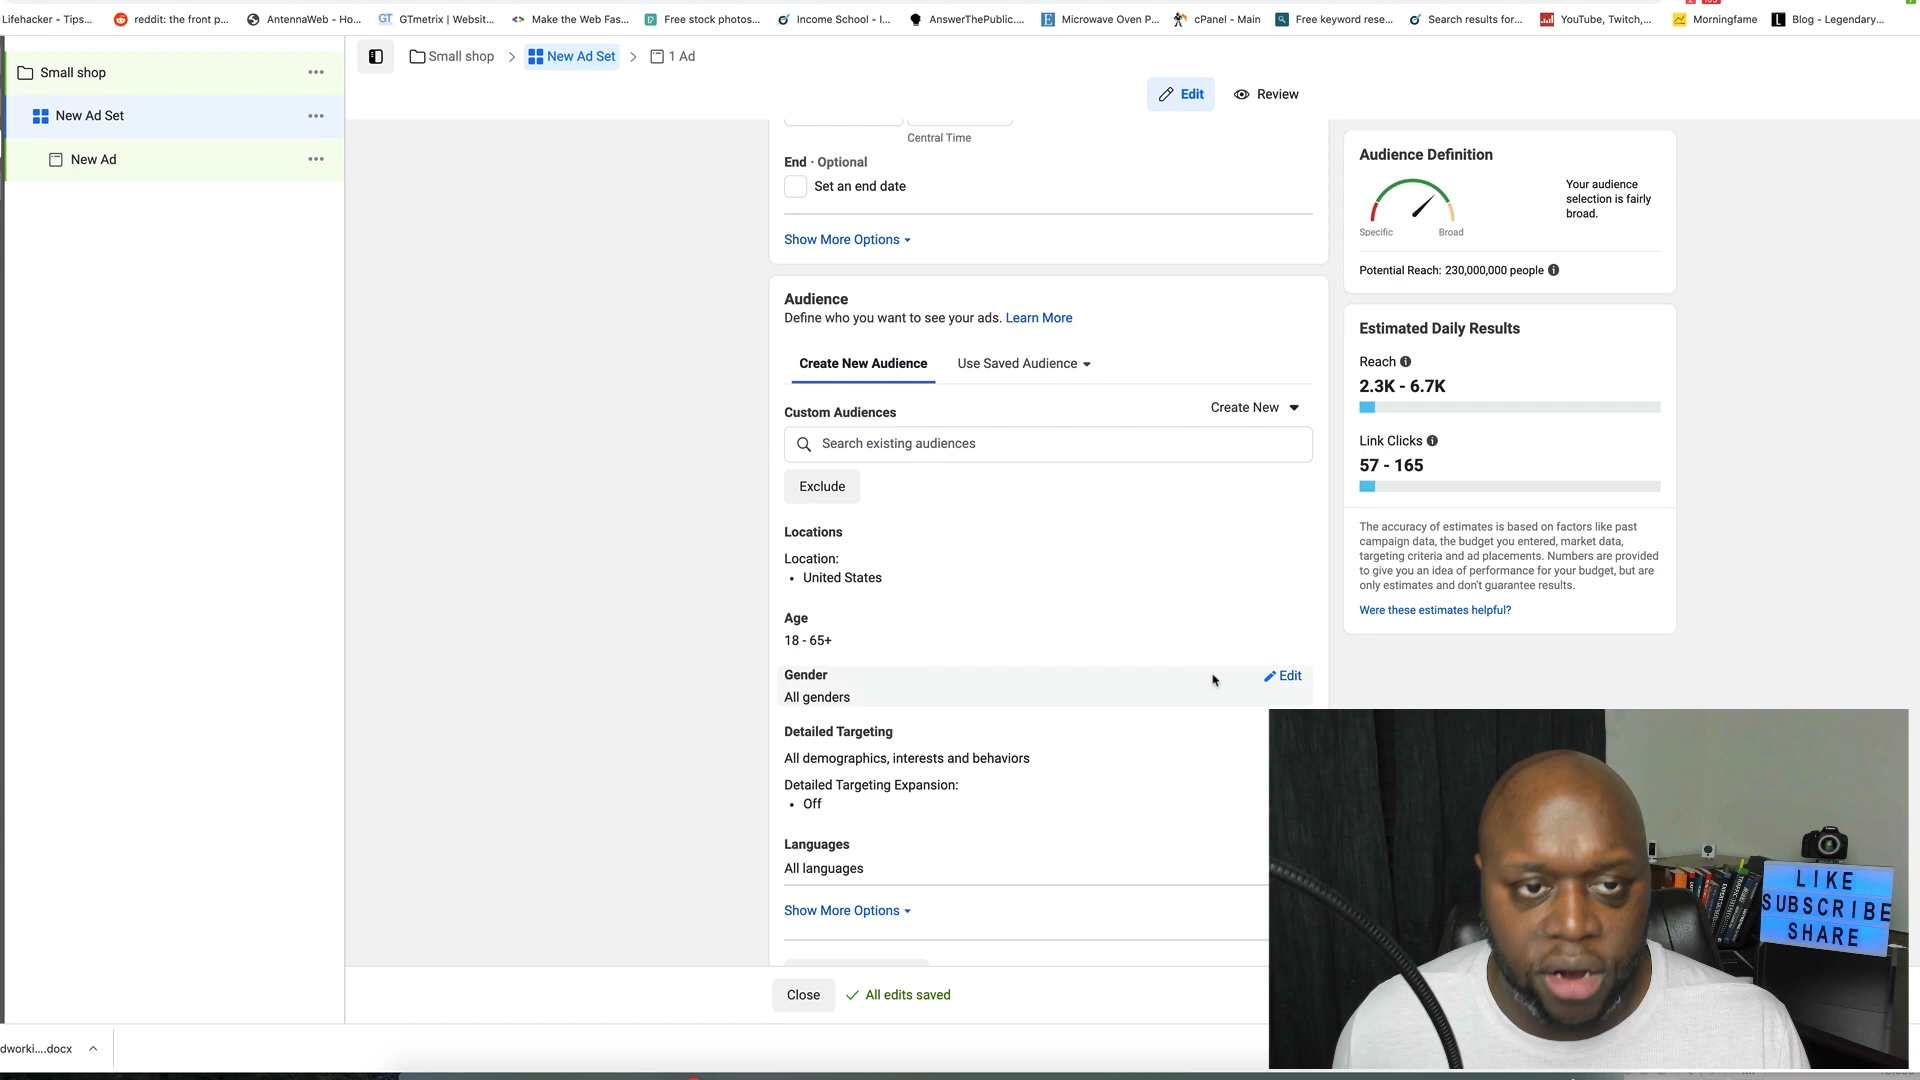 Lifehacker - Tips...
reddit: the front p...
AntennaWeb - Ho...
GT GTmetrix | Websit...
Make the Web Fas...
Free stock photos...
Income School - I...
AnswerThePublic....
Microwave Oven P...
cPanel - Main
Free keyword rese...
Search results for...
YouTube, Twitch,...
Morningfame
L Blog - Legendary...
Small shop
New Ad Set
New Ad
Small shop > New Ad Set > 1 Ad
Edit
Review
Central Time
End · Optional
Set an end date
Show More Options
Audience
Define who you want to see your ads. Learn More
Create New Audience
Use Saved Audience
Custom Audiences
Create New
Search existing audiences
Exclude
Locations
Location:
• United States
Age
18 - 65+
Gender
Edit
All genders
Detailed Targeting
All demographics, interests and behaviors
Detailed Targeting Expansion:
• Off
Languages
All languages
Show More Options
Close
All edits saved
Audience Definition
Your audience
selection is fairly
broad.
Specific
Broad
Potential Reach: 230,000,000 people
Estimated Daily Results
Reach
2.3K - 6.7K
Link Clicks
57 - 165
The accuracy of estimates is based on factors like past
campaign data, the budget you entered, market data,
targeting criteria and ad placements. Numbers are provided
to give you an idea of performance for your budget, but are
only estimates and don't guarantee results.
Were these estimates helpful?
LIKE
SUBSCRIBE
SHARE
dworki....docx